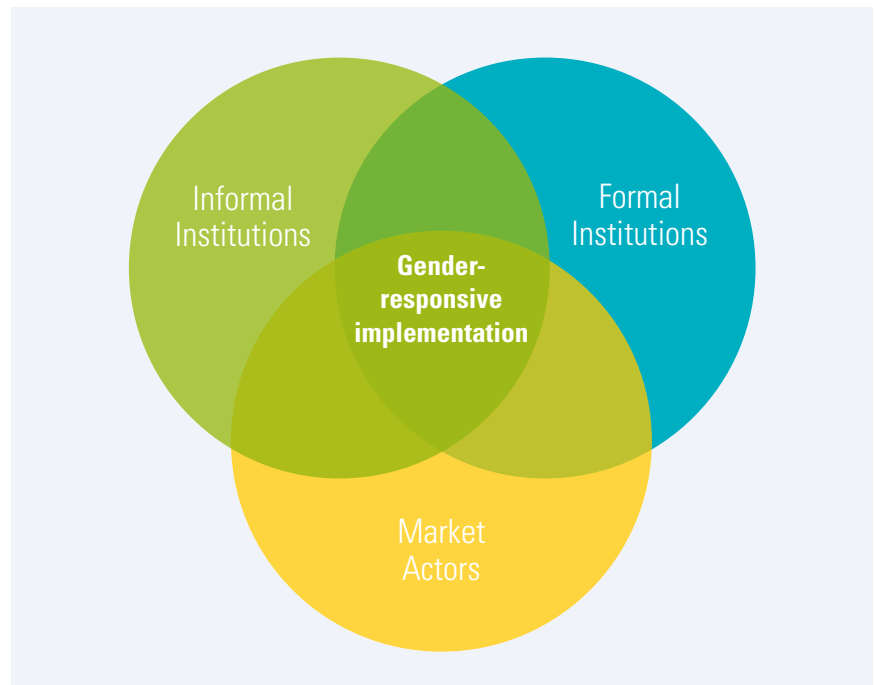 Informal
Institutions
Formal
Institutions
Gender-
responsive
implementation
Market
Actors